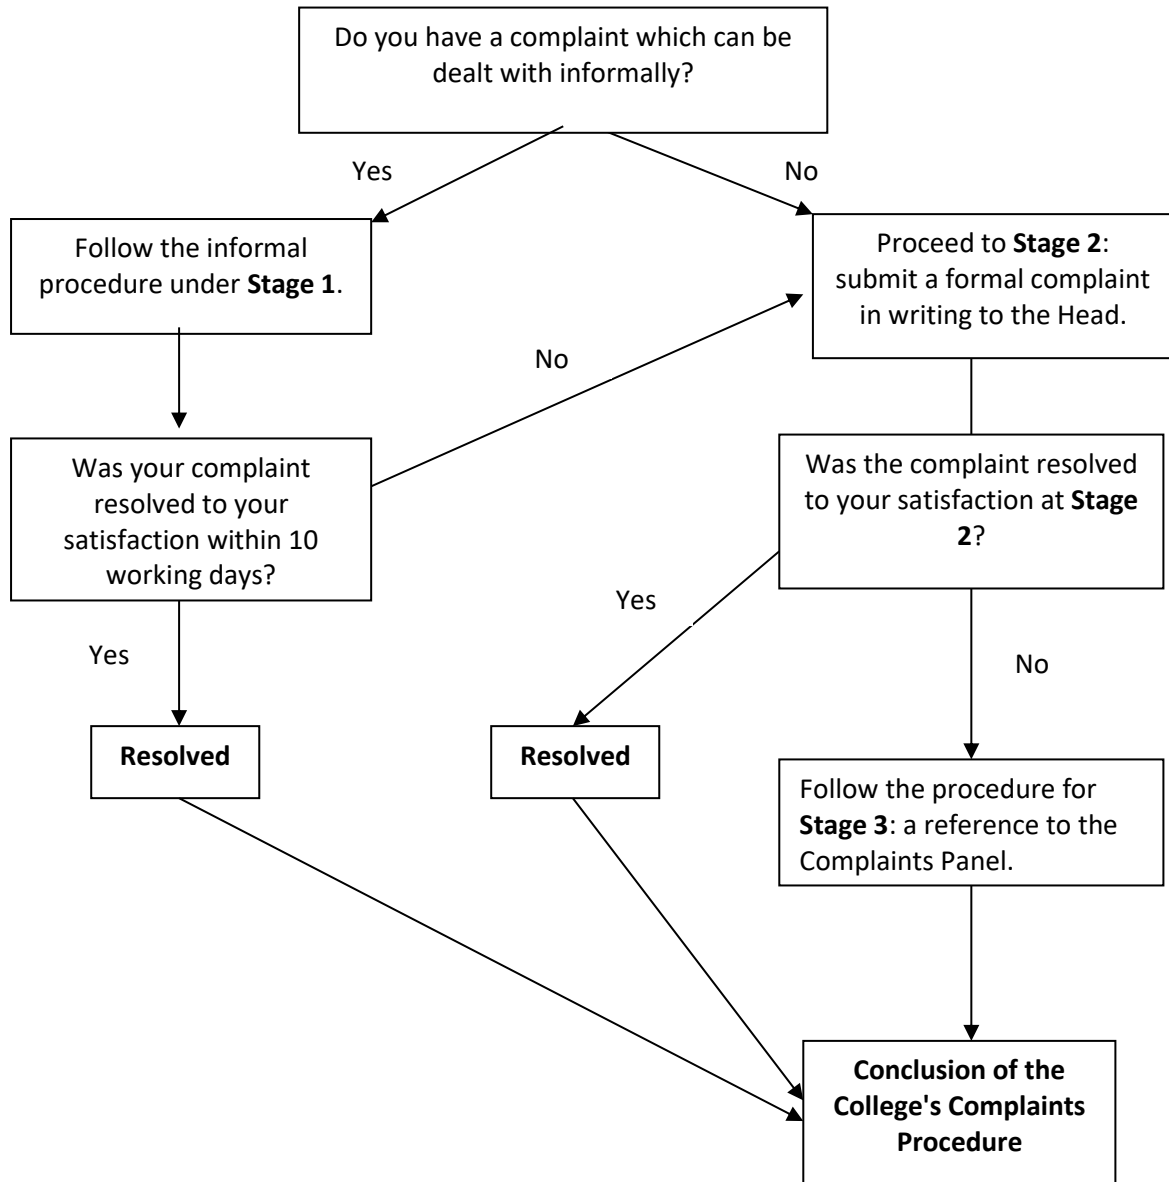 Do you have a complaint which can be
dealt with informally?
Yes
No
Follow the informal
procedure under Stage 1.
Proceed to Stage 2:
submit a formal complaint
in writing to the Head.
No
Was your complaint
resolved to your
satisfaction within 10
working days?
Was the complaint resolved
to your satisfaction at Stage
2?
Yes
Yes
No
Resolved
Resolved
Follow the procedure for
Stage 3: a reference to the
Complaints Panel.
Conclusion of the
College's Complaints
Procedure